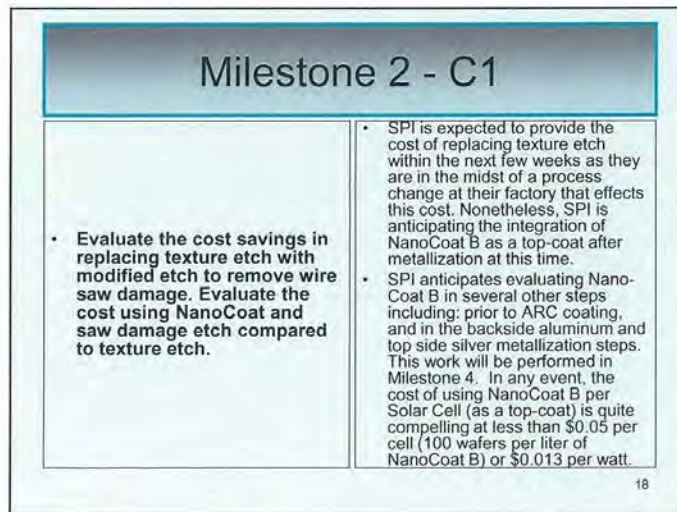 Milestone 2 - C1
• Evaluate the cost savings in
replacing texture etch with
modified etch to remove wire
saw damage. Evaluate the
cost using NanoCoat and
saw damage etch compared
to texture etch.
• SPI is expected to provide the
cost of replacing texture etch
within the next few weeks as they
are in the midst of a process
change at their factory that effects
this cost. Nonetheless, SPI is
anticipating the integration of
NanoCoat B as a top-coat after
metallization at this time.
• SPI anticipates evaluating Nano-
Coat B in several other steps
including: prior to ARC coating,
and in the backside aluminum and
top side silver metallization steps.
This work will be performed in
Milestone 4. In any event, the
cost of using NanoCoat B per
Solar Cell (as a top-coat) is quite
compelling at less than $0.05 per
cell (100 wafers per liter of
NanoCoat B) or $0.013 per watt.
18